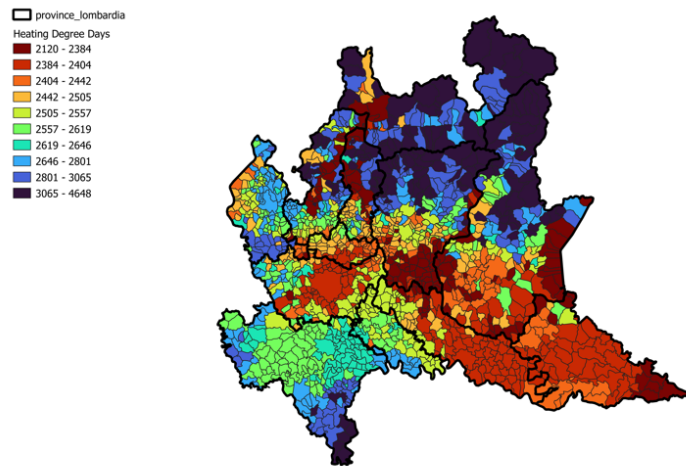 province_lombardia
Heating Degree Days
2120 - 2384
2384 - 2404
2404 - 2442
2442 - 2505
2505 - 2557
2557 - 2619
2619 - 2646
2646 - 2801
2801 - 3065
3065 - 4648